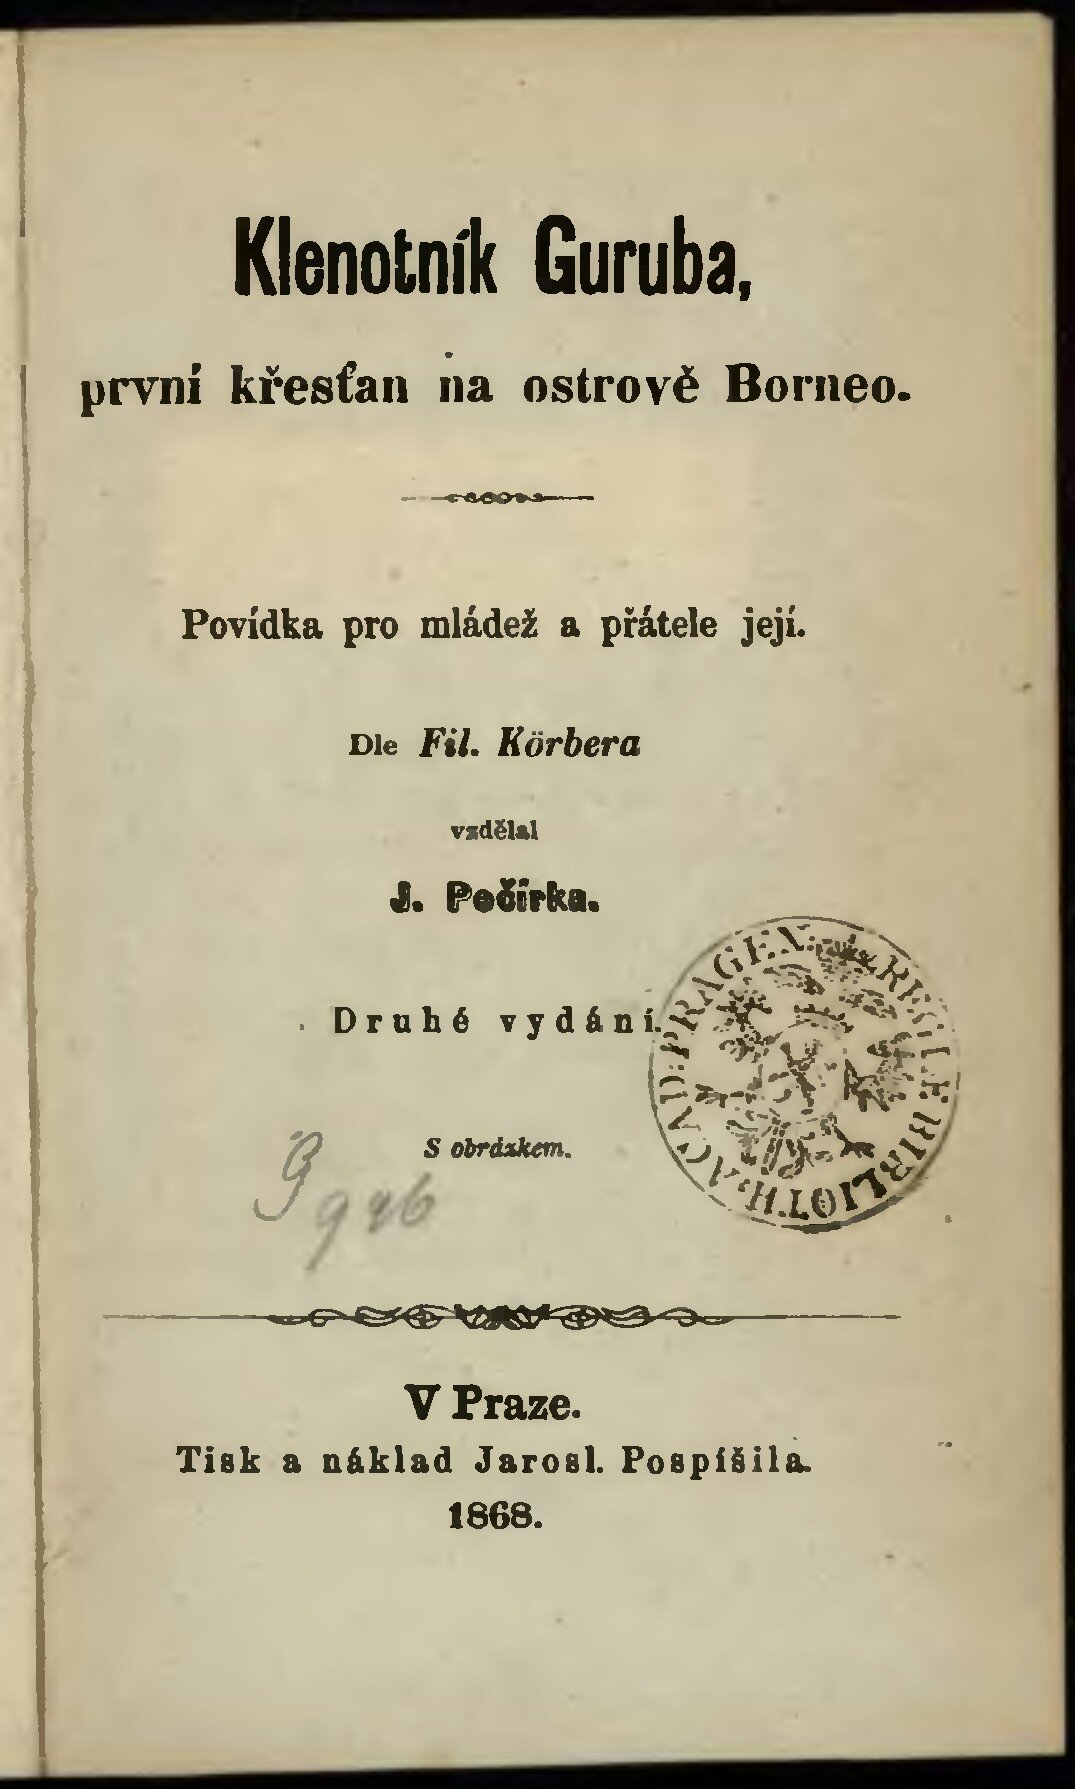 Klenotník Guruba,
první křesťan na ostrově Borneo.
Povídka pro mládež a přátele její.
Dle Fil. Körbera
vzdělal
J. Pečírka.
Druhé vydání.
S obrázkem.
V Praze.
Tisk a náklad Jarosl. Pospíšila.
1868.